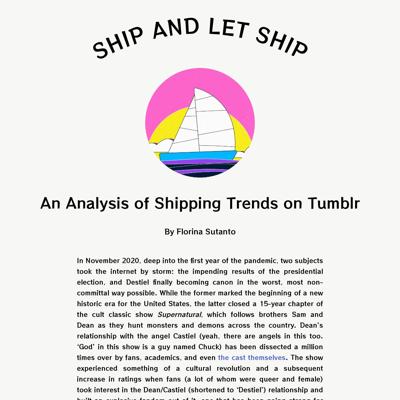 SHIP AND LET SHIP
An Analysis of Shipping Trends on Tumblr
By Florina Sutanto
In November 2020, deep into the first year of the pandemic, two subjects
took the internet by storm: the impending results of the presidential
election, and Destiel finally becoming canon in the worst, most non-
committal way possible. While the former marked the beginning of a new
historic era for the United States, the latter closed a 15-year chapter of
the cult classic show Supernatural, which follows brothers Sam and
Dean as they hunt monsters and demons across the country. Dean's
relationship with the angel Castiel (yeah, there are angels in this too.
'God' in this show is a guy named Chuck) has been dissected a million
times over by fans, academics, and even the cast themselves. The show
experienced something of a cultural revolution and a subsequent
increase in ratings when fans (a lot of whom were queer and female)
took interest in the Dean/Castiel (shortened to 'Destiel') relationship and